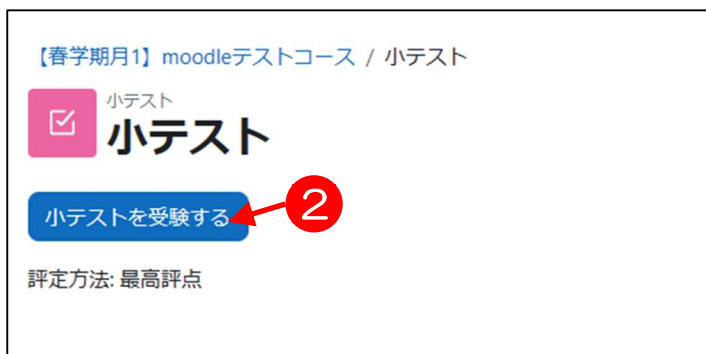 【春学期月1】moodleテストコース / 小テスト
小テスト
小テスト
小テストを受験する
2
評定方法: 最高評点